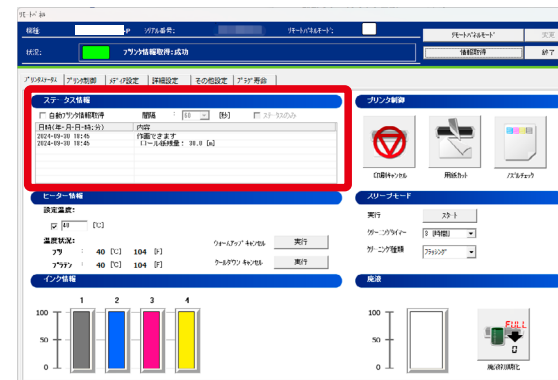 リモートパネル
機種:
P
シリアル番号:
リモートパネルモード:
リモートパネルモード
変更
状況:
プリンタ情報取得:成功
情報取得
終了
プリンタステータス
プリンタ制御
メディア設定
詳細設定
その他設定
プラテン寿命
ステータス情報
自動プリンタ情報取得
間隔 : 60 [秒]
ステータスのみ
日時(年-月-日-時:分)
内容
2024-09-30 18:45
作画できます
2024-09-30 18:45
ロール紙残量: 30.0 [m]
プリンタ制御
印刷キャンセル
用紙カット
ノズルチェック
ヒーター情報
設定温度:
40 [℃]
温度状況:
プリ : 40 [℃] 104 [F]
プラテン : 40 [℃] 104 [F]
ウォームアップ キャンセル
実行
クールダウン キャンセル
実行
スリープモード
実行
スタート
クリーニングタイマー
8 [時間]
クリーニング種類
フラッシング
インク情報
1 2 3 4
100
50
0
廃液
100
50
0
FULL
0
廃液初期化